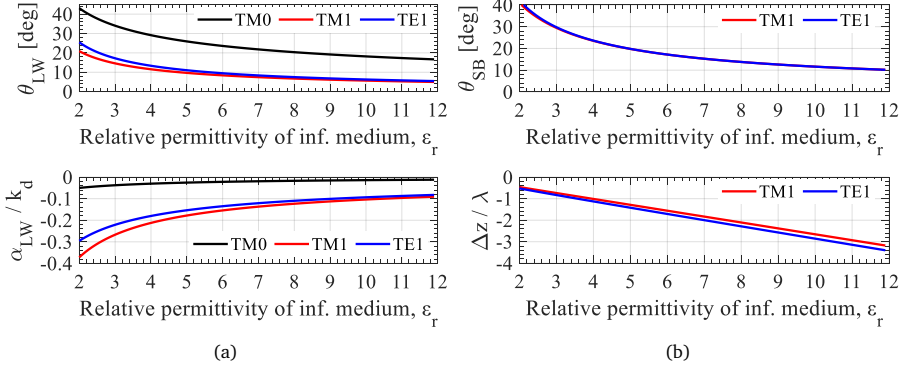 θ_LW [deg]
40
30
20
10
0
TM0 TM1 TE1
2 3 4 5 6 7 8 9 10 11 12
Relative permittivity of inf. medium, ε_r
α_LW / k_d
0
-0.1
-0.2
-0.3
-0.4
TM0 TM1 TE1
2 3 4 5 6 7 8 9 10 11 12
Relative permittivity of inf. medium, ε_r
(a)
θ_SB [deg]
40
30
20
10
0
TM1 TE1
2 3 4 5 6 7 8 9 10 11 12
Relative permittivity of inf. medium, ε_r
Δz / λ
0
-1
-2
-3
-4
TM1 TE1
2 3 4 5 6 7 8 9 10 11 12
Relative permittivity of inf. medium, ε_r
(b)